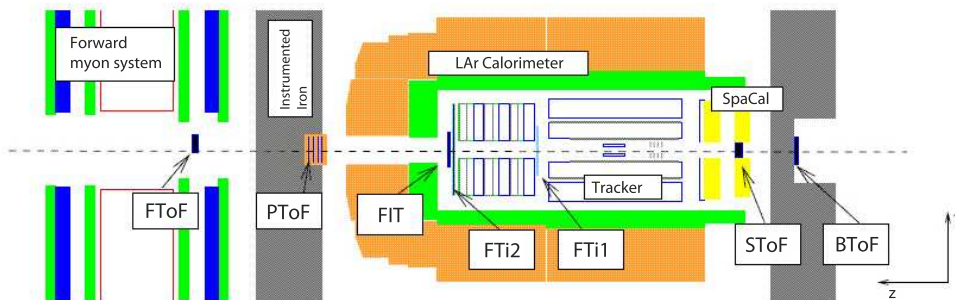 Forward
myon system
Instrumented
Iron
LAr Calorimeter
SpaCal
Tracker
FToF
PToF
FIT
FTi2
FTi1
SToF
BToF
z